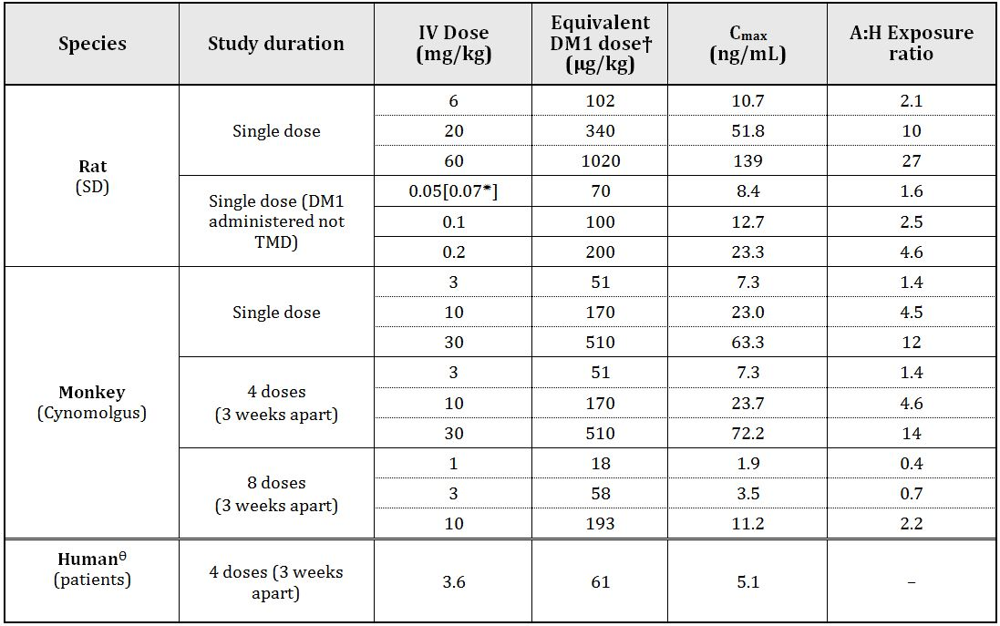 Species Study duration IV Dose (mg/kg) Equivalent DM1 dose† (µg/kg) Cmax (ng/mL) A:H Exposure ratio
Rat (SD) Single dose 6 102 10.7 2.1
20 340 51.8 10
60 1020 139 27
Single dose (DM1 administered not TMD) 0.05[0.07*] 70 8.4 1.6
0.1 100 12.7 2.5
0.2 200 23.3 4.6
Monkey (Cynomolgus) Single dose 3 51 7.3 1.4
10 170 23.0 4.5
30 510 63.3 12
4 doses (3 weeks apart) 3 51 7.3 1.4
10 170 23.7 4.6
30 510 72.2 14
8 doses (3 weeks apart) 1 18 1.9 0.4
3 58 3.5 0.7
10 193 11.2 2.2
Humanθ (patients) 4 doses (3 weeks apart) 3.6 61 5.1 –